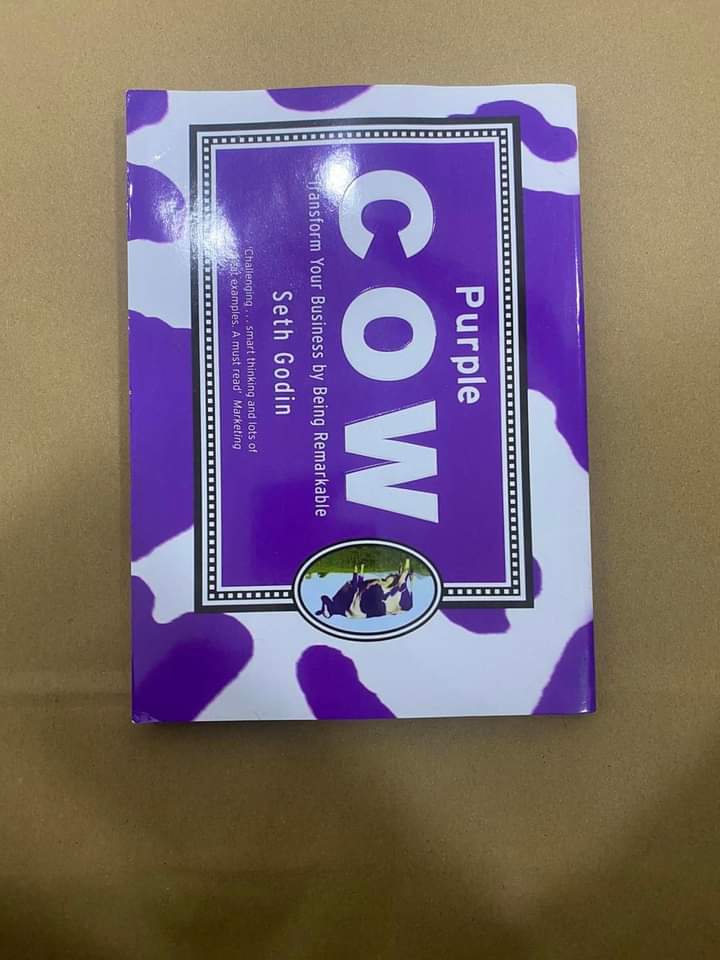 Purple
COW
Transform Your Business by Being Remarkable
Seth Godin
'Challenging ... smart thinking and lots of
examples. A must read' Marketing